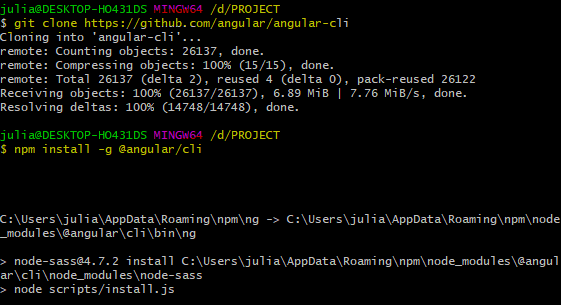 julia@DESKTOP-HO431DS MINGW64 /d/PROJECT
$ git clone https://github.com/angular/angular-cli
Cloning into 'angular-cli'...
remote: Counting objects: 26137, done.
remote: Compressing objects: 100% (15/15), done.
remote: Total 26137 (delta 2), reused 4 (delta 0), pack-reused 26122
Receiving objects: 100% (26137/26137), 6.89 MiB | 7.76 MiB/s, done.
Resolving deltas: 100% (14748/14748), done.
julia@DESKTOP-HO431DS MINGW64 /d/PROJECT
$ npm install -g @angular/cli
C:\Users\julia\AppData\Roaming\npm\ng -> C:\Users\julia\AppData\Roaming\npm\node
_modules\@angular\cli\bin\ng
> node-sass@4.7.2 install C:\Users\julia\AppData\Roaming\npm\node_modules\@angul
ar\cli\node_modules\node-sass
> node scripts/install.js